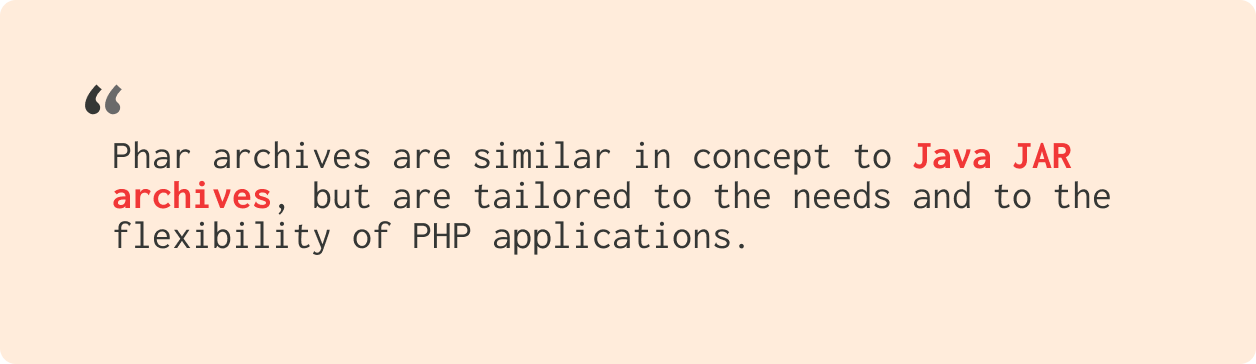 “
Phar archives are similar in concept to Java JAR
archives, but are tailored to the needs and to the
flexibility of PHP applications.